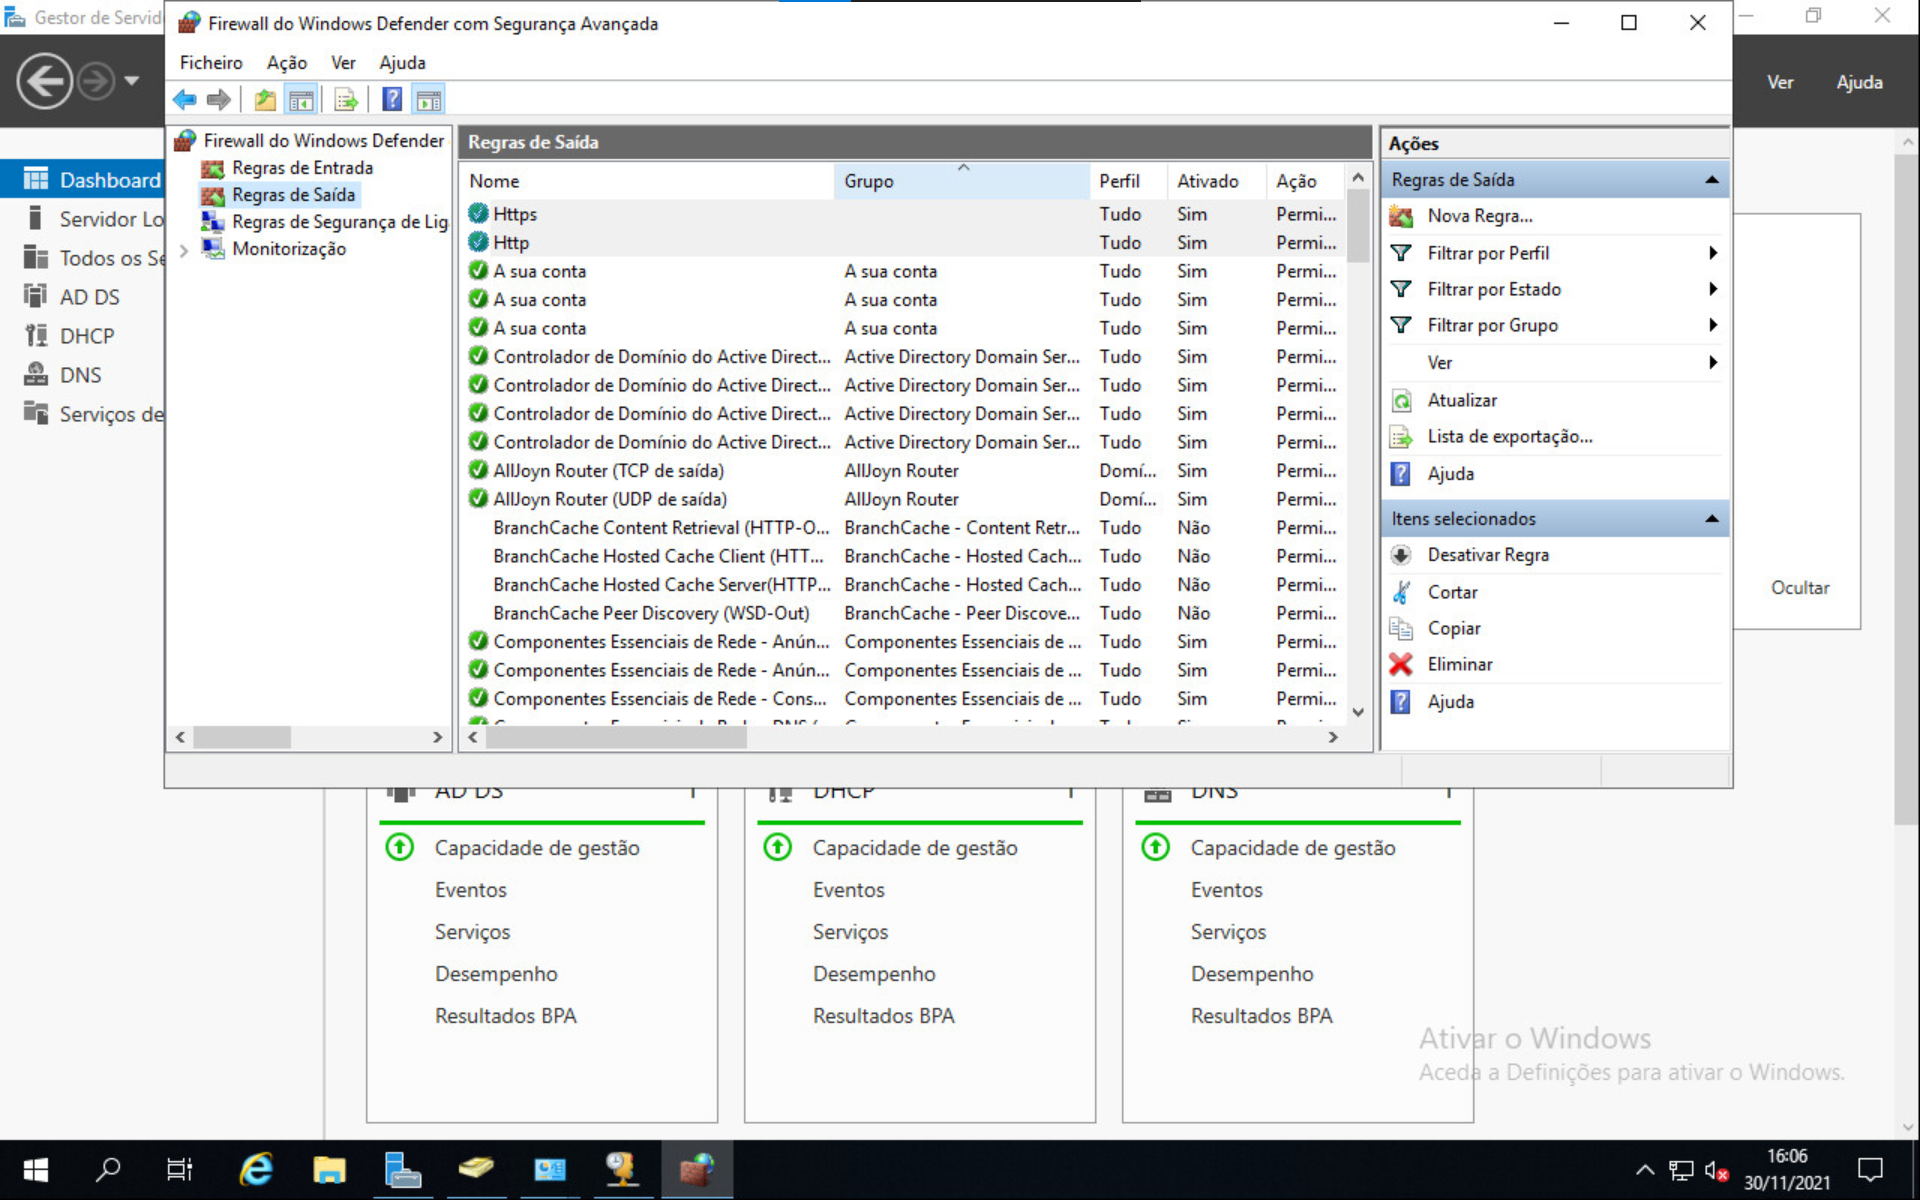 Gestor de Servid
Firewall do Windows Defender com Segurança Avançada
Ficheiro Ação Ver Ajuda
Ver Ajuda
Firewall do Windows Defender
Regras de Entrada
Regras de Saída
Regras de Segurança de Lig
Monitorização
Dashboard
Servidor Lo
Todos os Se
AD DS
DHCP
DNS
Serviços de
Regras de Saída
Nome Grupo Perfil Ativado Ação
Https Tudo Sim Permi...
Http Tudo Sim Permi...
A sua conta A sua conta Tudo Sim Permi...
A sua conta A sua conta Tudo Sim Permi...
A sua conta A sua conta Tudo Sim Permi...
Controlador de Domínio do Active Direct... Active Directory Domain Ser... Tudo Sim Permi...
Controlador de Domínio do Active Direct... Active Directory Domain Ser... Tudo Sim Permi...
Controlador de Domínio do Active Direct... Active Directory Domain Ser... Tudo Sim Permi...
Controlador de Domínio do Active Direct... Active Directory Domain Ser... Tudo Sim Permi...
AllJoyn Router (TCP de saída) AllJoyn Router Domí... Sim Permi...
AllJoyn Router (UDP de saída) AllJoyn Router Domí... Sim Permi...
BranchCache Content Retrieval (HTTP-O... BranchCache - Content Retr... Tudo Não Permi...
BranchCache Hosted Cache Client (HTT... BranchCache - Hosted Cach... Tudo Não Permi...
BranchCache Hosted Cache Server(HTTP... BranchCache - Hosted Cach... Tudo Não Permi...
BranchCache Peer Discovery (WSD-Out) BranchCache - Peer Discove... Tudo Não Permi...
Componentes Essenciais de Rede - Anún... Componentes Essenciais de ... Tudo Sim Permi...
Componentes Essenciais de Rede - Anún... Componentes Essenciais de ... Tudo Sim Permi...
Componentes Essenciais de Rede - Cons... Componentes Essenciais de ... Tudo Sim Permi...
Ações
Regras de Saída
Nova Regra...
Filtrar por Perfil
Filtrar por Estado
Filtrar por Grupo
Ver
Atualizar
Lista de exportação...
Ajuda
Itens selecionados
Desativar Regra
Cortar
Copiar
Eliminar
Ajuda
Ocultar
AD DS 1
Capacidade de gestão
Eventos
Serviços
Desempenho
Resultados BPA
DHCP 1
Capacidade de gestão
Eventos
Serviços
Desempenho
Resultados BPA
DNS 1
Capacidade de gestão
Eventos
Serviços
Desempenho
Resultados BPA
Ativar o Windows
Aceda a Definições para ativar o Windows.
16:06
30/11/2021